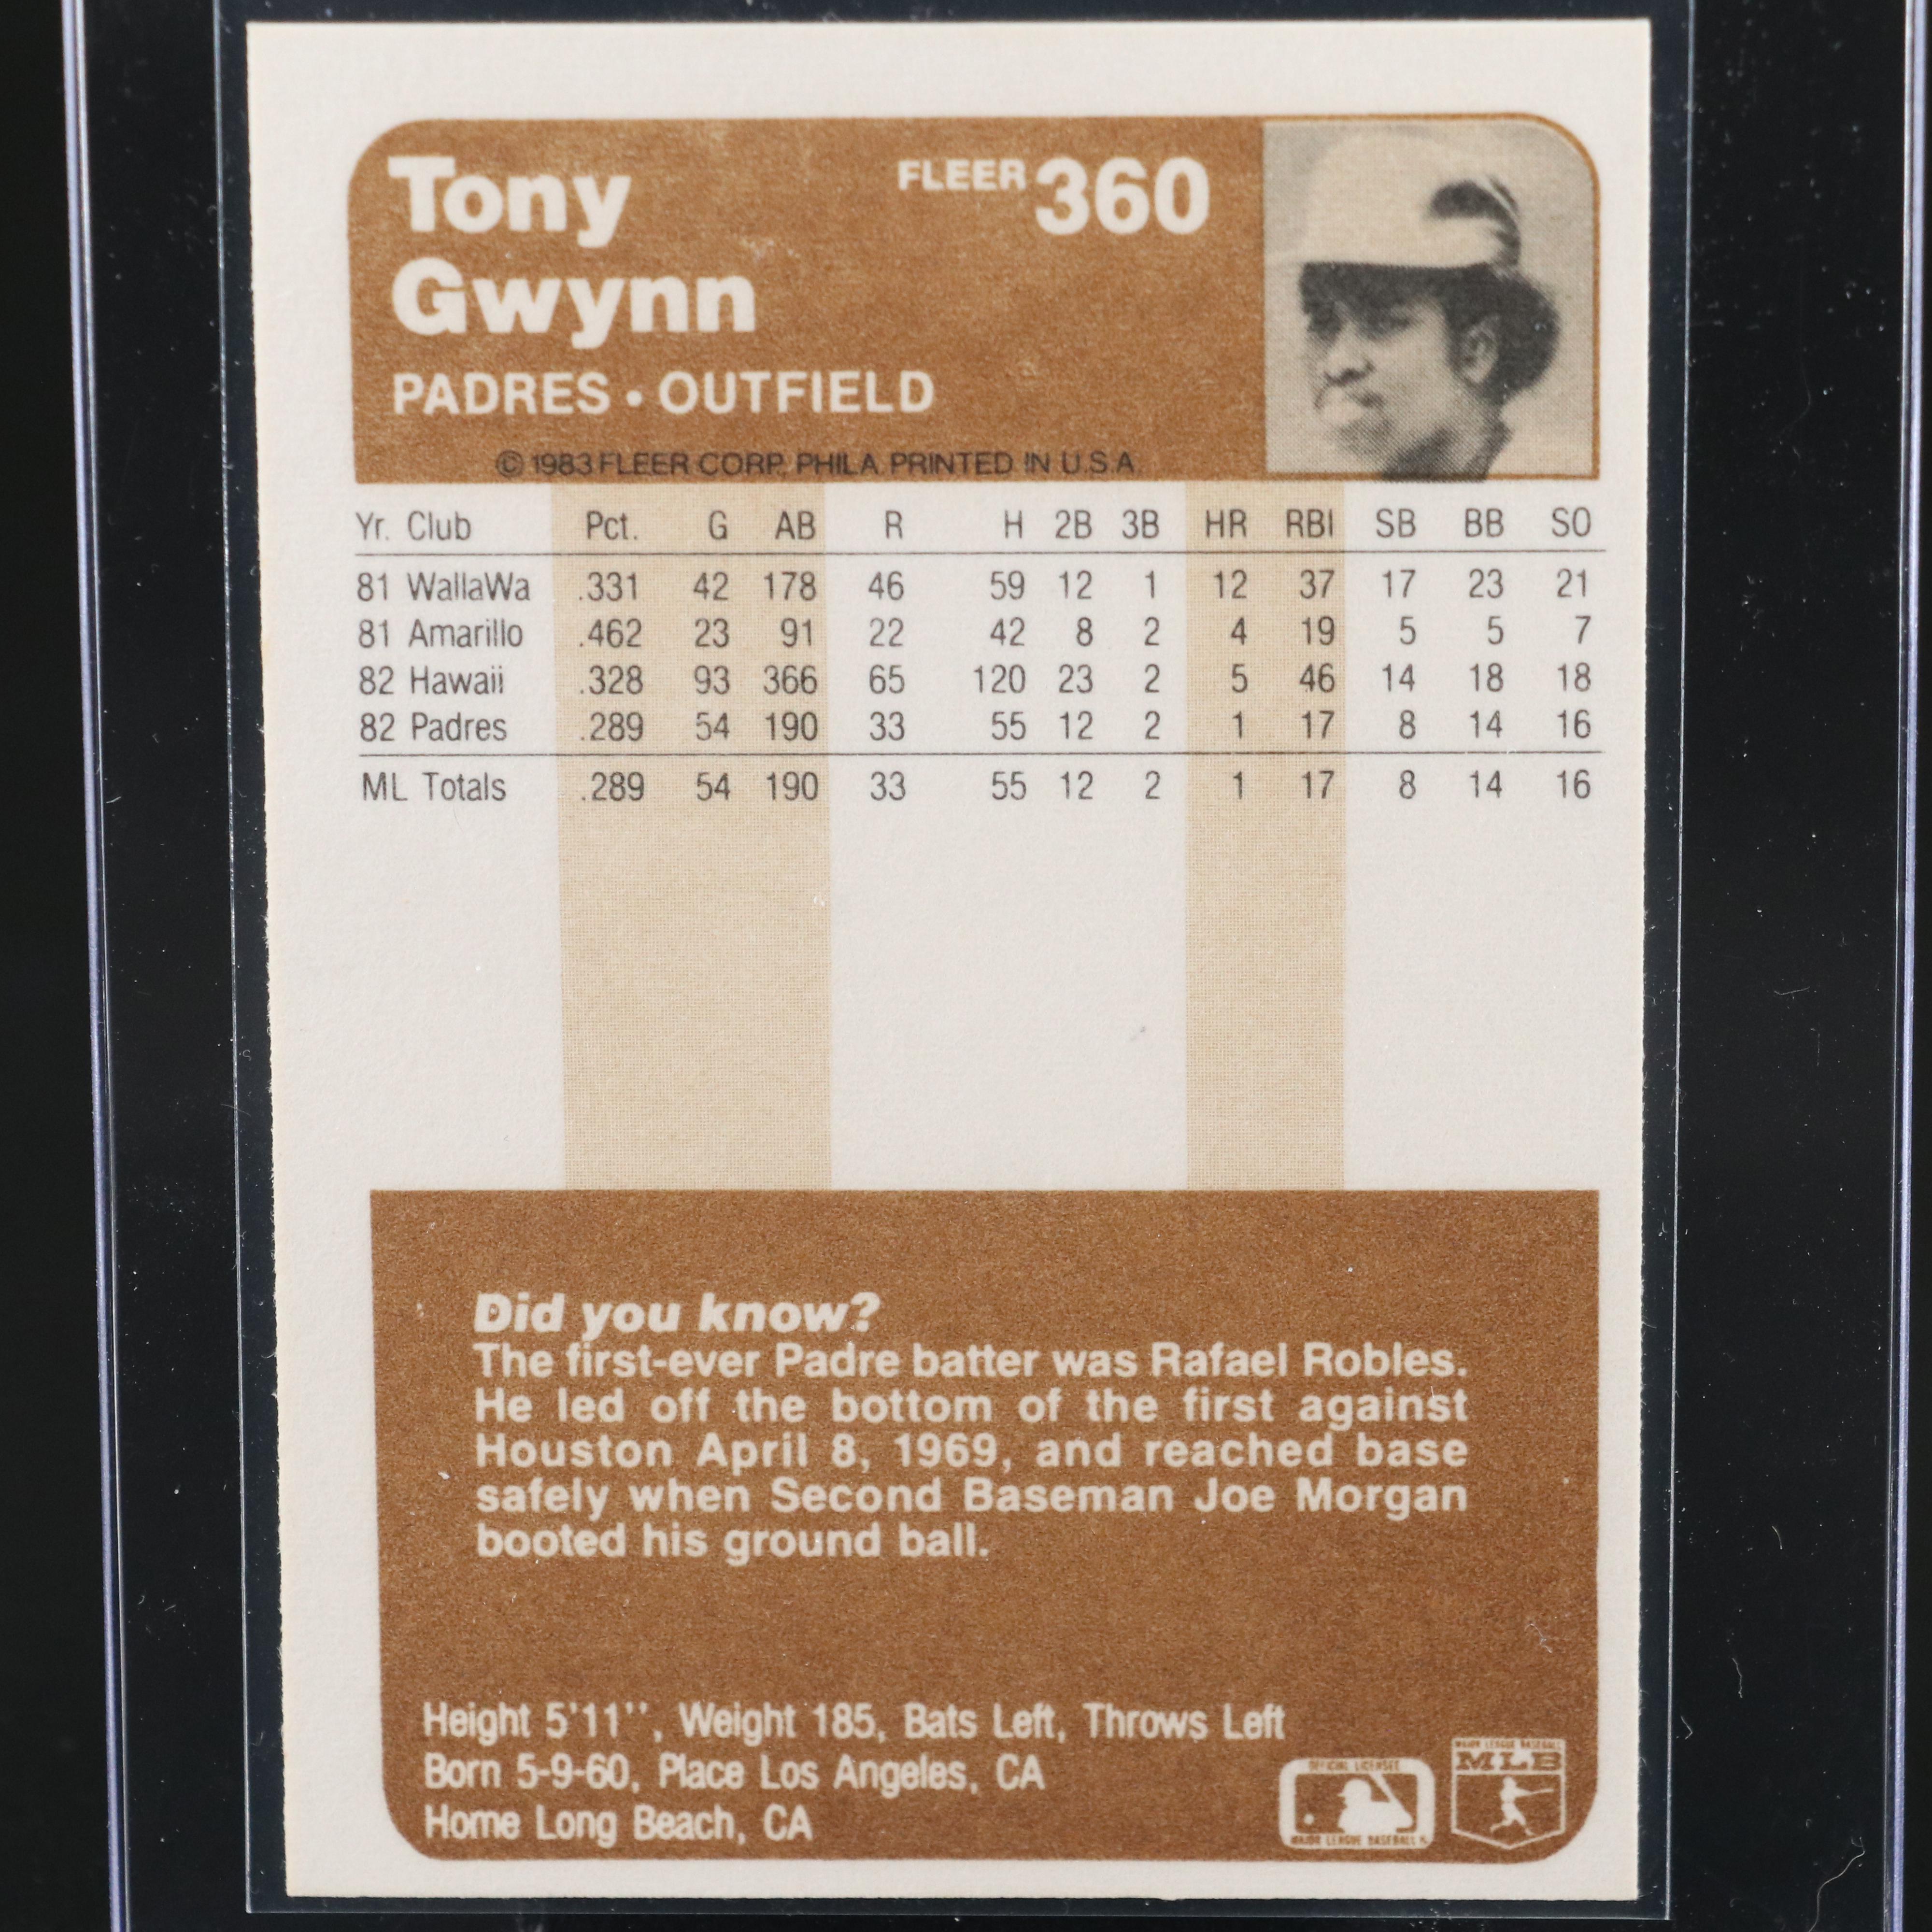 Tony
Gwynn
FLEER 360
PADRES • OUTFIELD
© 1983 FLEER CORP. PHILA. PRINTED IN U.S.A.
Yr. Club Pct. G AB R H 2B 3B HR RBI SB BB SO
81 WallaWa .331 42 178 46 59 12 1 12 37 17 23 21
81 Amarillo .462 23 91 22 42 8 2 4 19 5 5 7
82 Hawaii .328 93 366 65 120 23 2 5 46 14 18 18
82 Padres .289 54 190 33 55 12 2 1 17 8 14 16
ML Totals .289 54 190 33 55 12 2 1 17 8 14 16
Did you know?
The first-ever Padre batter was Rafael Robles.
He led off the bottom of the first against
Houston April 8, 1969, and reached base
safely when Second Baseman Joe Morgan
booted his ground ball.
Height 5'11'', Weight 185, Bats Left, Throws Left
Born 5-9-60, Place Los Angeles, CA
Home Long Beach, CA
OFFICIAL LICENSEE
MAJOR LEAGUE BASEBALL
MAJOR LEAGUE BASEBALL
MLB